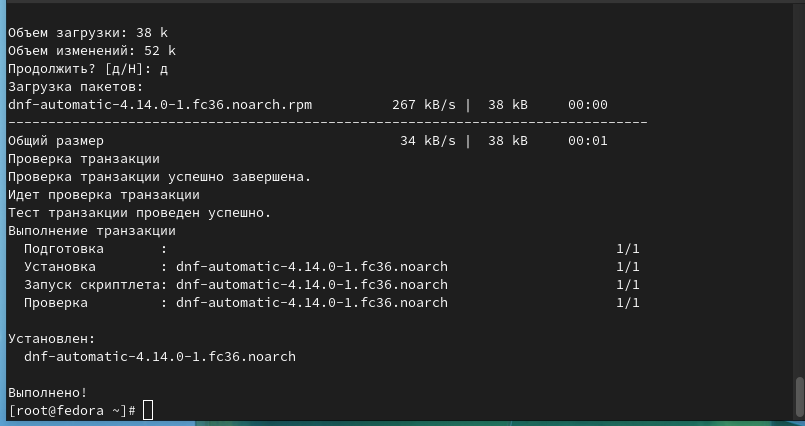 Объем загрузки: 38 k
Объем изменений: 52 k
Продолжить? [д/Н]: д
Загрузка пакетов:
dnf-automatic-4.14.0-1.fc36.noarch.rpm          267 kB/s |  38 kB     00:00
--------------------------------------------------------------------------------
Общий размер                                     34 kB/s |  38 kB     00:01
Проверка транзакции
Проверка транзакции успешно завершена.
Идет проверка транзакции
Тест транзакции проведен успешно.
Выполнение транзакции
  Подготовка       :                                                        1/1
  Установка        : dnf-automatic-4.14.0-1.fc36.noarch                     1/1
  Запуск скриптлета: dnf-automatic-4.14.0-1.fc36.noarch                     1/1
  Проверка         : dnf-automatic-4.14.0-1.fc36.noarch                     1/1

Установлен:
  dnf-automatic-4.14.0-1.fc36.noarch

Выполнено!
[root@fedora ~]#